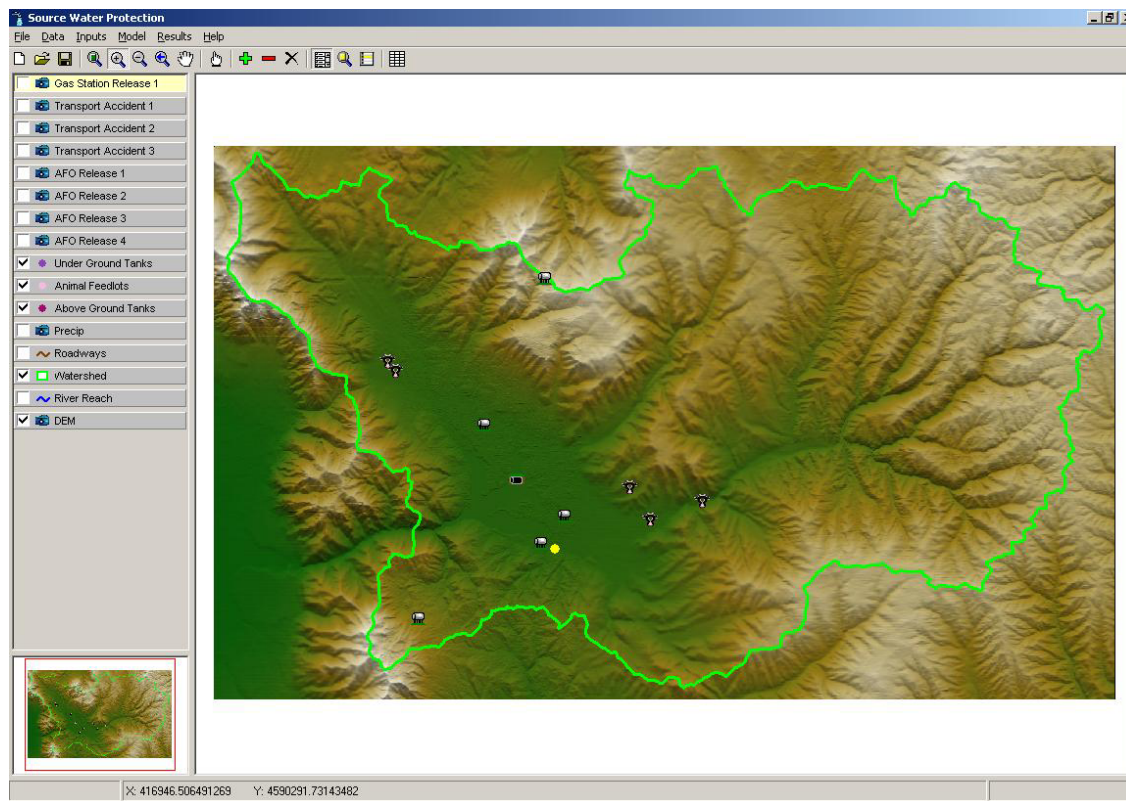 Source Water Protection
File Data Inputs Model Results Help
Gas Station Release 1
Transport Accident 1
Transport Accident 2
Transport Accident 3
AFO Release 1
AFO Release 2
AFO Release 3
AFO Release 4
Under Ground Tanks
Animal Feedlots
Above Ground Tanks
Precip
Roadways
Watershed
River Reach
DEM
X: 416946.506491269 Y: 4590291.73143482